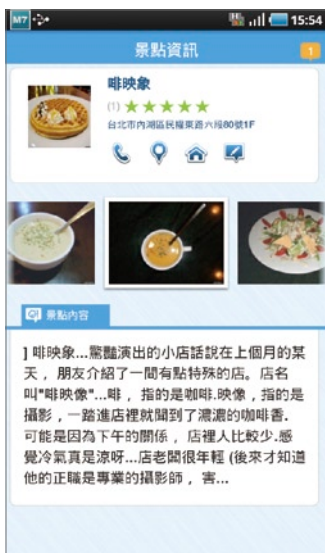 M7 15:54
景點資訊 1
啡映象
(1)
台北市內湖區民權東路六段80號1F
景點內容
] 啡映象...驚豔演出的小店話說在上個月的某
天， 朋友介紹了一間有點特殊的店。店名
叫"啡映像"...啡， 指的是咖啡.映像，指的是
攝影，一踏進店裡就聞到了濃濃的咖啡香.
可能是因為下午的關係， 店裡人比較少.感
覺冷氣真是涼呀...店老闆很年輕 (後來才知道
他的正職是專業的攝影師， 害...